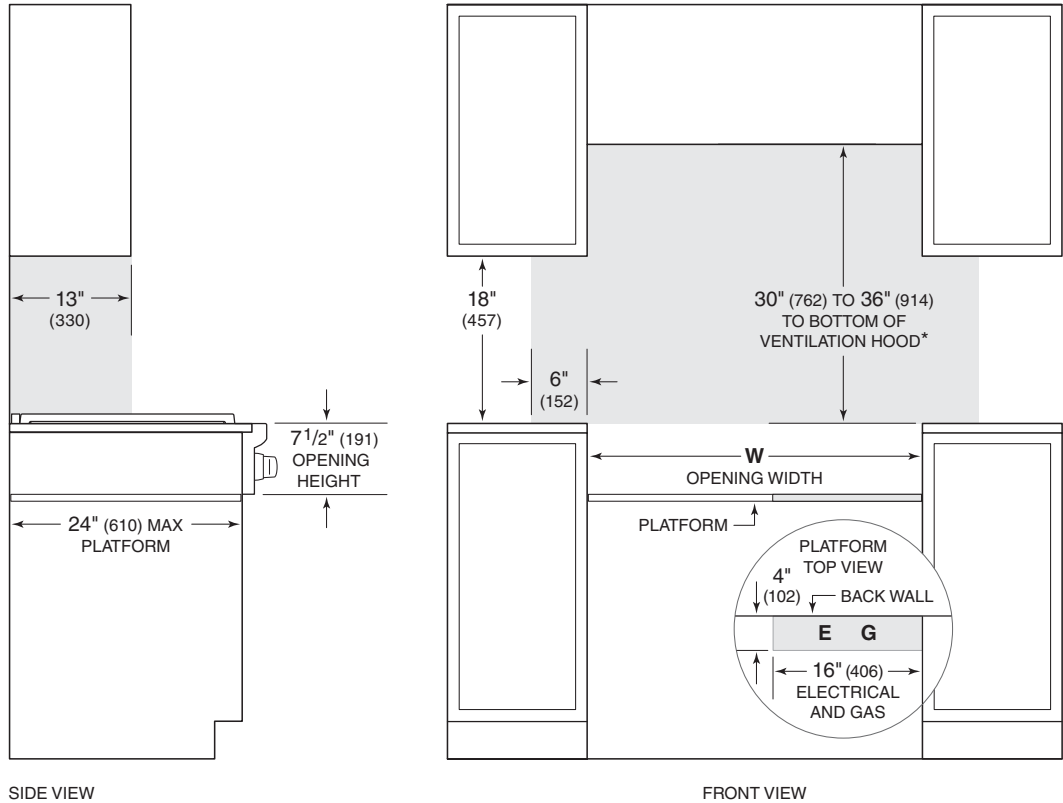 13"
(330)
7 1/2" (191)
OPENING
HEIGHT
24" (610) MAX
PLATFORM
SIDE VIEW
18"
(457)
30" (762) TO 36" (914)
TO BOTTOM OF
VENTILATION HOOD*
6"
(152)
W
OPENING WIDTH
PLATFORM
PLATFORM
TOP VIEW
4"
(102)
BACK WALL
E G
16" (406)
ELECTRICAL
AND GAS
FRONT VIEW